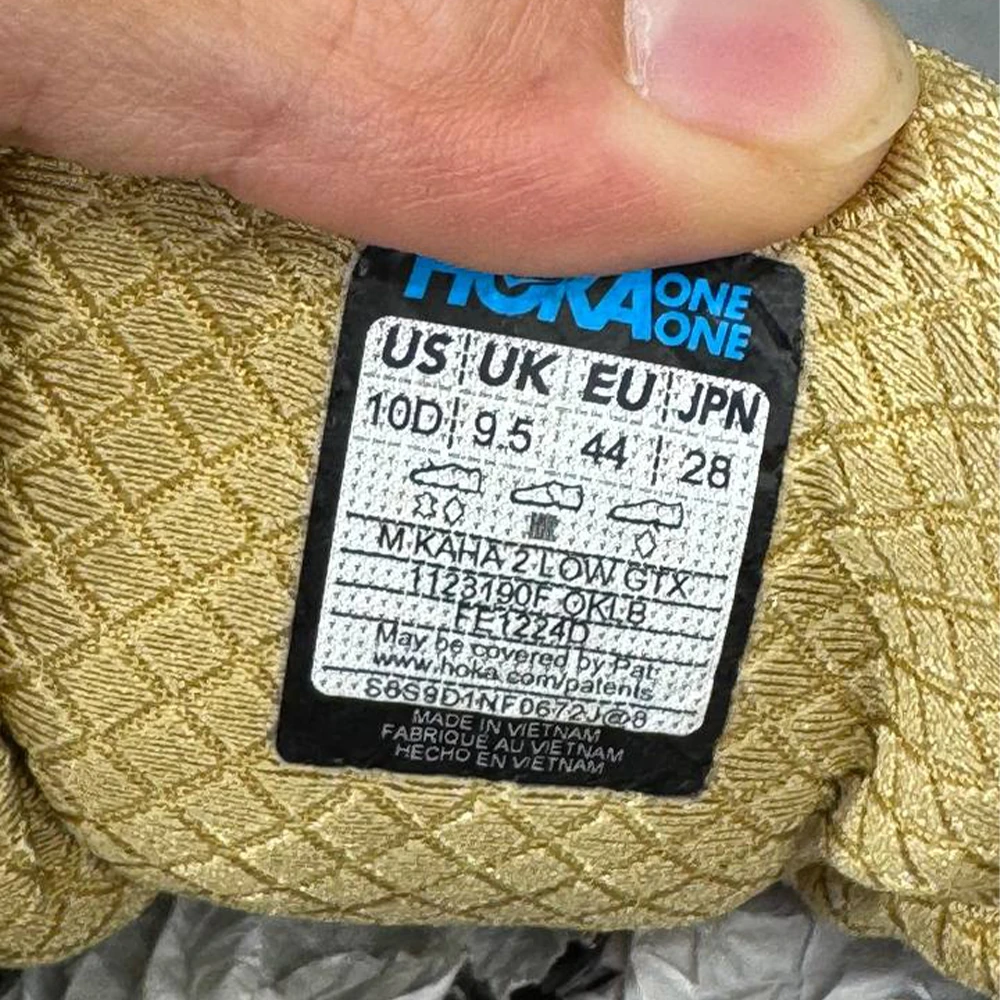 HOKA ONE ONE
US UK EU JPN
10D 9.5 44 28
M KAHA 2 LOW GTX
1123190F OKLB
FE1224D
May be covered by Pat.
www.hoka.com/patents
S8S9D1NF0672J@8
MADE IN VIETNAM
FABRIQUE AU VIETNAM
HECHO EN VIETNAM